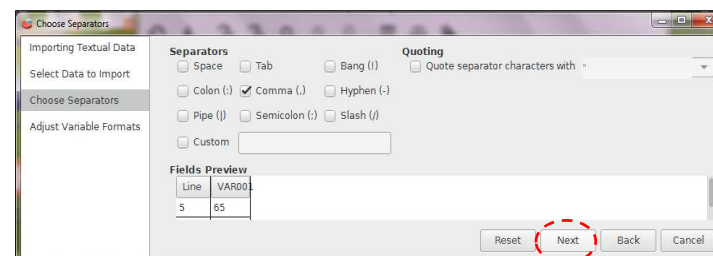 Choose Separators
Importing Textual Data
Select Data to Import
Choose Separators
Adjust Variable Formats
Separators
Space Tab Bang (!)
Colon (:) Comma (,) Hyphen (-)
Pipe (|) Semicolon (;) Slash (/)
Custom
Quoting
Quote separator characters with "
Fields Preview
Line VAR001
5 65
Reset Next Back Cancel